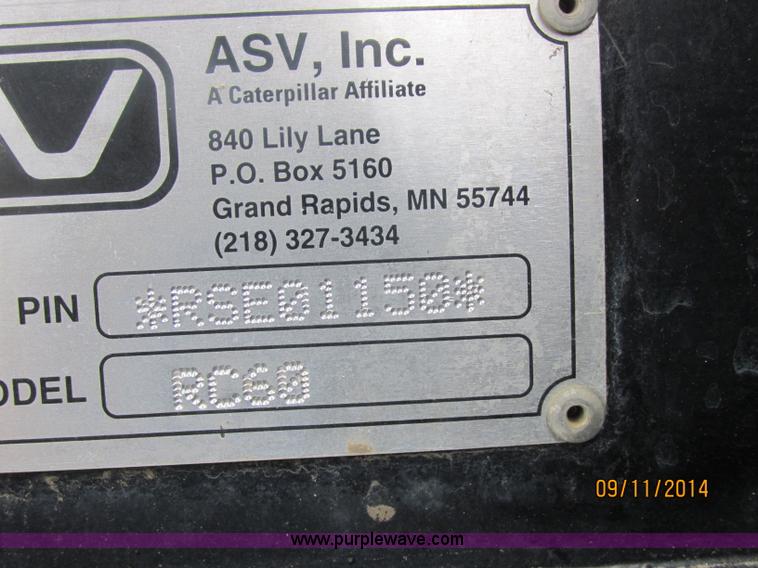 V
ASV, Inc.
A Caterpillar Affiliate
840 Lily Lane
P.O. Box 5160
Grand Rapids, MN 55744
(218) 327-3434
PIN *RSE01150*
ODEL RC60
09/11/2014
www.purplewave.com